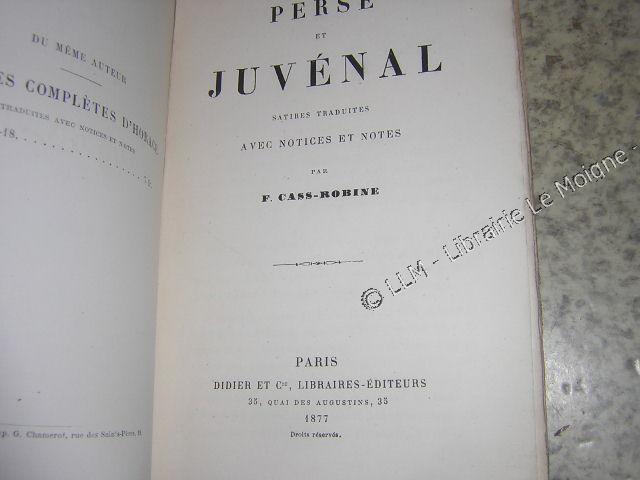 DU MÊME AUTEUR
ES COMPLÈTES D'HORACE
TRADUITES AVEC NOTICES ET NOTES
-18.
p. G. Chamerot, rue des Saints-Pères, 19
PERSE
ET
JUVÉNAL
SATIRES TRADUITES
AVEC NOTICES ET NOTES
PAR
F. CASS-ROBINE
PARIS
DIDIER ET Cie, LIBRAIRES-ÉDITEURS
35, QUAI DES AUGUSTINS, 35
1877
Droits réservés.
© LLM - Librairie Le Moigne -